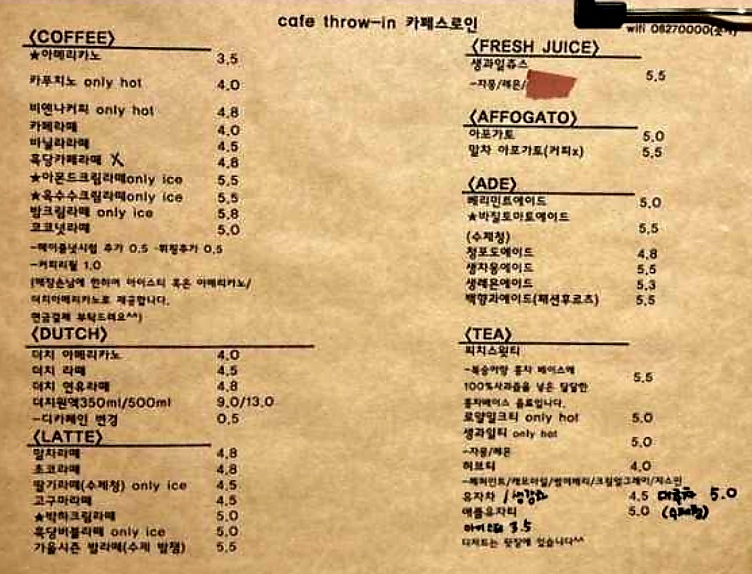 cafe throw-in 카페스로인
wifi 08270000
<COFFEE>
★아메리카노 3.5
카푸치노 only hot 4.0
비엔나커피 only hot 4.8
카페라떼 4.0
바닐라라떼 4.5
흑당카페라떼 X 4.8
★아몬드크림라떼only ice 5.5
★옥수수크림라떼only ice 5.5
밤크림라떼 only ice 5.8
코코넛라떼 5.0
-메이플넛시럽 추가 0.5 ·휘핑추가 0.5
-커피리필 1.0
(매장손님에 한하여 아이스티 혹은 아메리카노/
더치아메리카노로 제공합니다.
현금결제 부탁드려요^^)
<DUTCH>
더치 아메리카노 4.0
더치 라떼 4.5
더치 연유라떼 4.8
더치원액350ml/500ml 9.0/13.0
-디카페인 변경 0.5
<LATTE>
말차라떼 4.8
초코라떼 4.8
딸기라떼(수제청) only ice 4.5
고구마라떼 4.5
★박하크림라떼 5.0
흑당버블라떼 only ice 5.0
가을시즌 밤라떼(수제 밤잼) 5.5
<FRESH JUICE>
생과일쥬스 5.5
-자몽/레몬/
<AFFOGATO>
아포가토 5.0
말차 아포가토(커피x) 5.5
<ADE>
베리민트에이드 5.0
★바질토마토에이드 5.5
(수제청)
청포도에이드 4.8
생자몽에이드 5.5
생레몬에이드 5.3
백향과에이드(패션후르츠) 5.5
<TEA>
피치스윗티 5.5
-복숭아향 홍차 베이스에
100%사과즙을 넣은 달달한
홍차베이스 음료입니다.
로얄밀크티 only hot 5.0
생과일티 only hot 5.0
-자몽/레몬
허브티 4.0
-페퍼민트/캐모마일/썸머베리/크림얼그레이/자스민
유자차 /생강차 4.5 대추차 5.0
애플유자티 5.0 (수제청)
아이스티 3.5
디저트는 뒷장에 있습니다^^